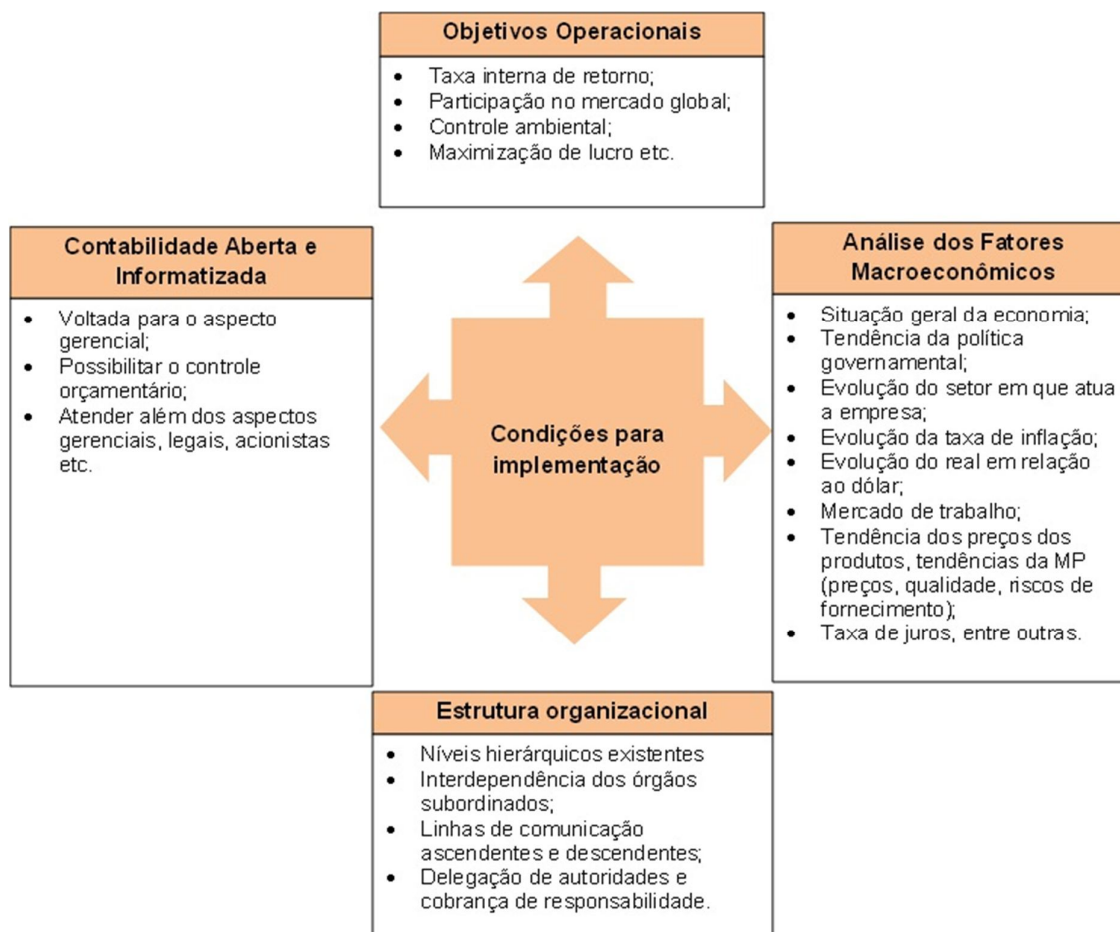 Objetivos Operacionais
• Taxa interna de retorno;
• Participação no mercado global;
• Controle ambiental;
• Maximização de lucro etc.
Contabilidade Aberta e
Informatizada
• Voltada para o aspecto
gerencial;
• Possibilitar o controle
orçamentário;
• Atender além dos aspectos
gerenciais, legais, acionistas
etc.
Condições para
implementação
Análise dos Fatores
Macroeconômicos
• Situação geral da economia;
• Tendência da política
governamental;
• Evolução do setor em que atua
a empresa;
• Evolução da taxa de inflação;
• Evolução do real em relação
ao dólar;
• Mercado de trabalho;
• Tendência dos preços dos
produtos, tendências da MP
(preços, qualidade, riscos de
fornecimento);
• Taxa de juros, entre outras.
Estrutura organizacional
• Níveis hierárquicos existentes
• Interdependência dos órgãos
subordinados;
• Linhas de comunicação
ascendentes e descendentes;
• Delegação de autoridades e
cobrança de responsabilidade.